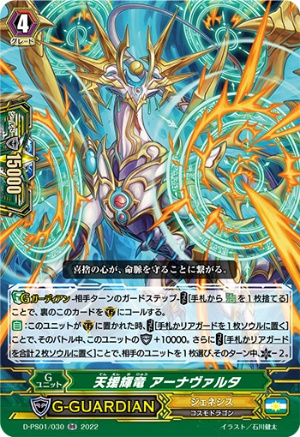 4
グレード
15000
喜捨の心が、命脈を守ることに繋がる。
Gガーディアン-相手ターンのガードステップ-【手札から を1枚捨てる】
ことで、裏のこのカードを にコールする。
・このユニットが に置かれた時、【手札かリアガードを1枚ソウルに置く】
ことで、そのバトル中、このユニットの +10000。さらに【手札かリアガード
を合計2枚ソウルに置く】ことで、あなたのユニットを1枚選び、そのターン中、
G
ユニット
天援輝竜 アーナヴァルタ
G-GUARDIAN
ジェネシス
コスモドラゴン
D-PS01/030 2022
イラスト/石川健太